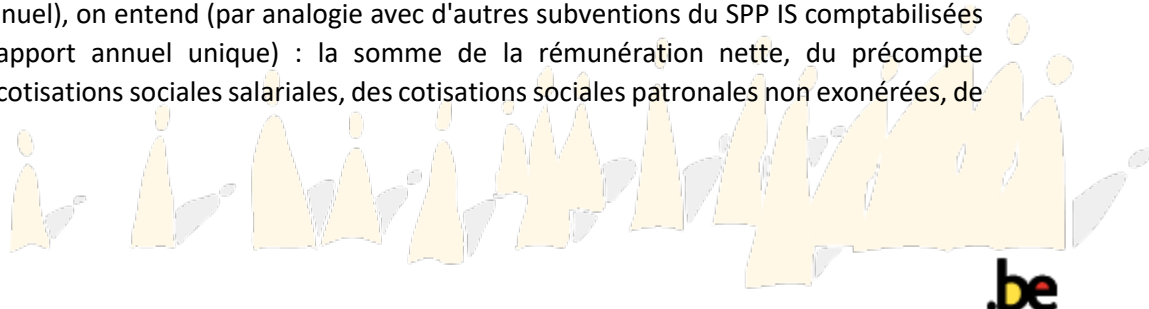 nuel), on entend (par analogie avec d'autres subventions du SPP IS comptabilisées
apport annuel unique) : la somme de la rémunération nette, du précompte
cotisations sociales salariales, des cotisations sociales patronales non exonérées, de
.be